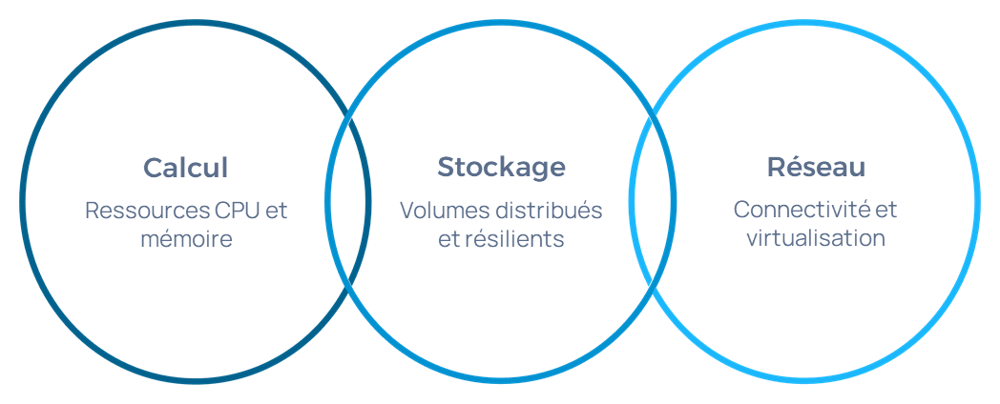 Calcul
Ressources CPU et
mémoire
Stockage
Volumes distribués
et résilients
Réseau
Connectivité et
virtualisation